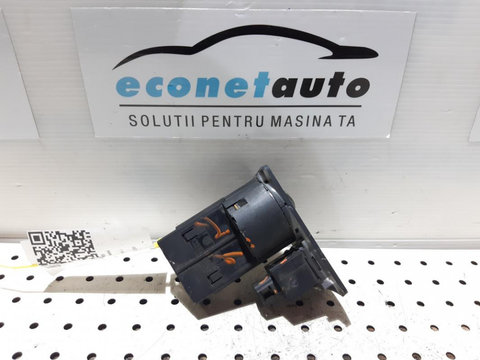 econetauto
SOLUTII PENTRU MASINA TA